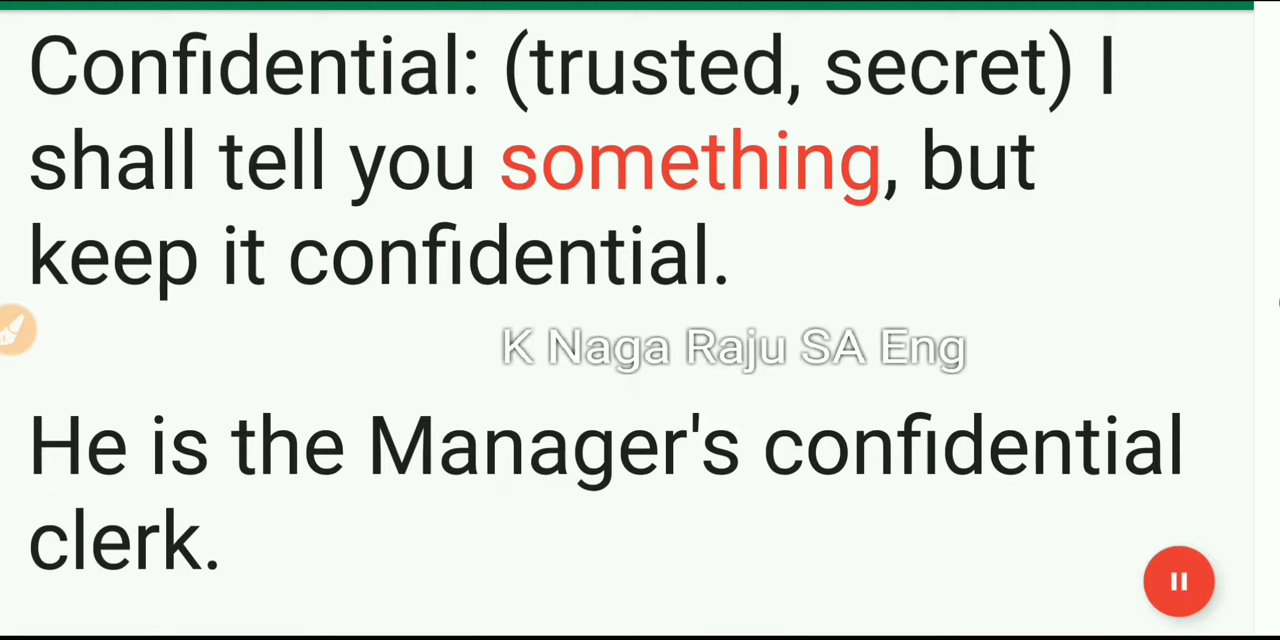 Confidential: (trusted, secret) I
shall tell you something, but
keep it confidential.
K Naga Raju SA Eng
He is the Manager's confidential
clerk.